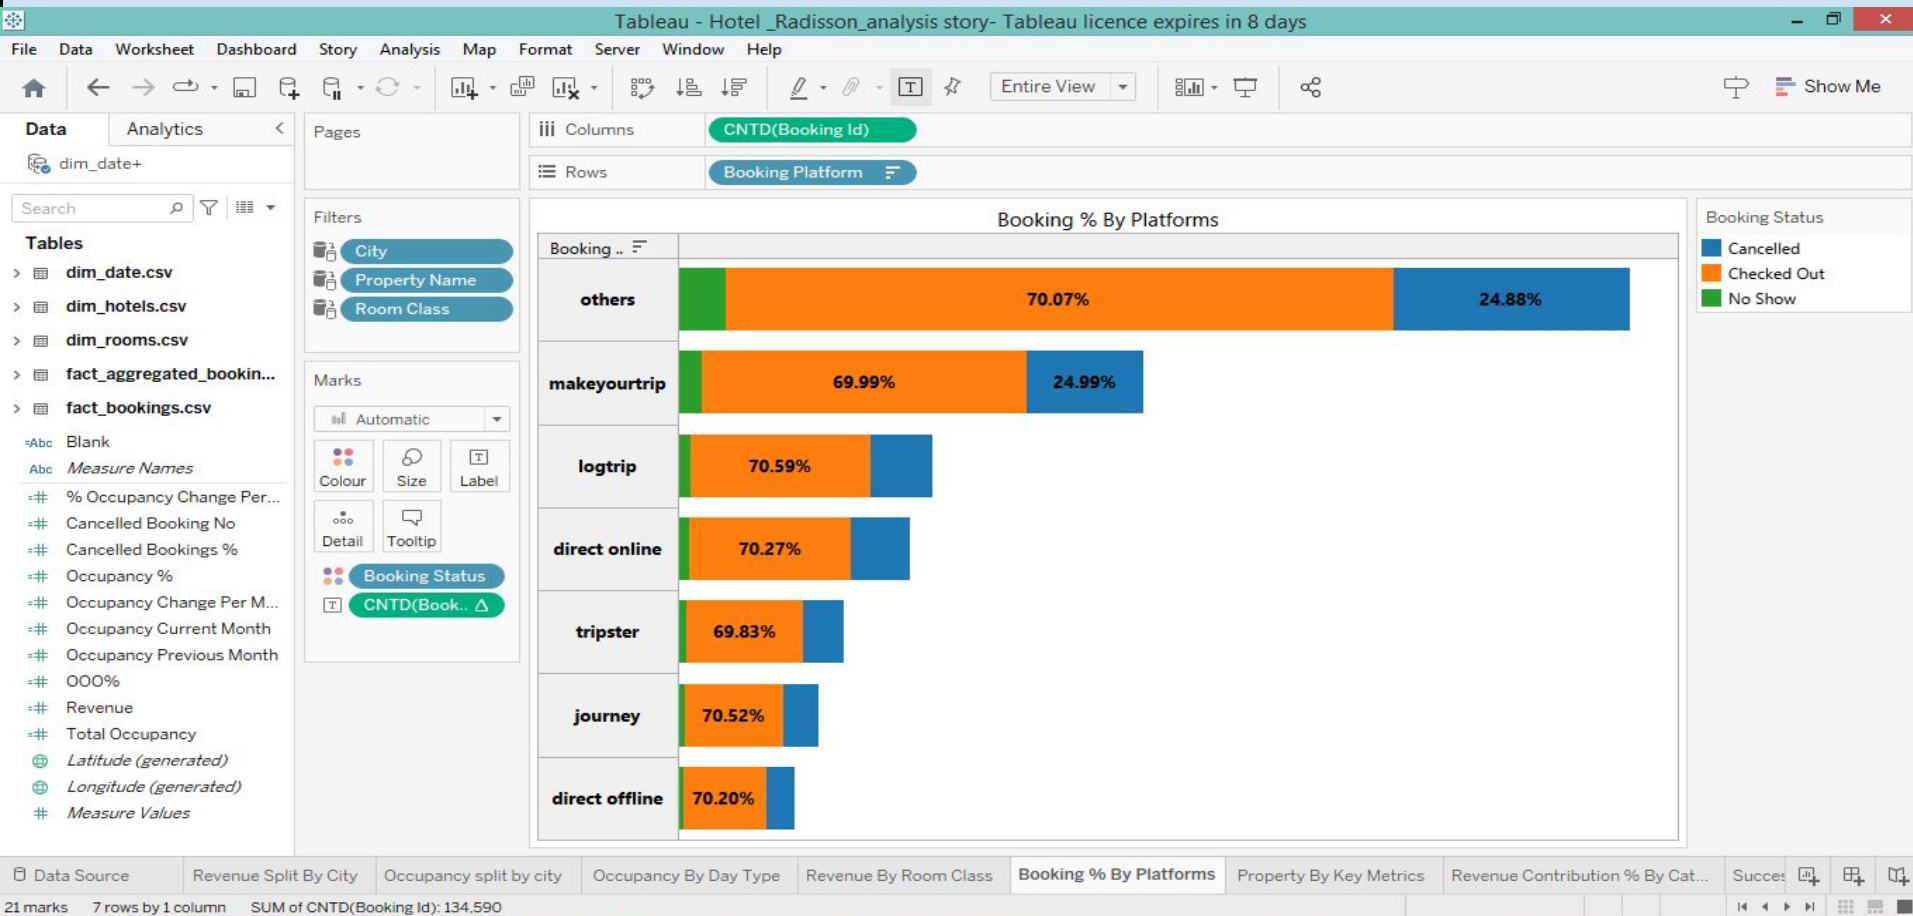 Tableau - Hotel _Radisson_analysis story- Tableau licence expires in 8 days
File Data Worksheet Dashboard Story Analysis Map Format Server Window Help
Entire View
Show Me
Data Analytics
dim_date+
Search
Tables
dim_date.csv
dim_hotels.csv
dim_rooms.csv
fact_aggregated_bookin...
fact_bookings.csv
=Abc Blank
Abc Measure Names
=# % Occupancy Change Per...
=# Cancelled Booking No
=# Cancelled Bookings %
=# Occupancy %
=# Occupancy Change Per M...
=# Occupancy Current Month
=# Occupancy Previous Month
=# OOO%
=# Revenue
=# Total Occupancy
Latitude (generated)
Longitude (generated)
# Measure Values
Pages
Filters
City
Property Name
Room Class
Marks
Automatic
Colour Size Label
Detail Tooltip
Booking Status
CNTD(Book.. Δ
iii Columns CNTD(Booking Id)
Rows Booking Platform
Booking % By Platforms
Booking ..
others 70.07% 24.88%
makeyourtrip 69.99% 24.99%
logtrip 70.59%
direct online 70.27%
tripster 69.83%
journey 70.52%
direct offline 70.20%
Booking Status
Cancelled
Checked Out
No Show
Data Source Revenue Split By City Occupancy split by city Occupancy By Day Type Revenue By Room Class Booking % By Platforms Property By Key Metrics Revenue Contribution % By Cat... Succes
21 marks 7 rows by 1 column SUM of CNTD(Booking Id): 134,590